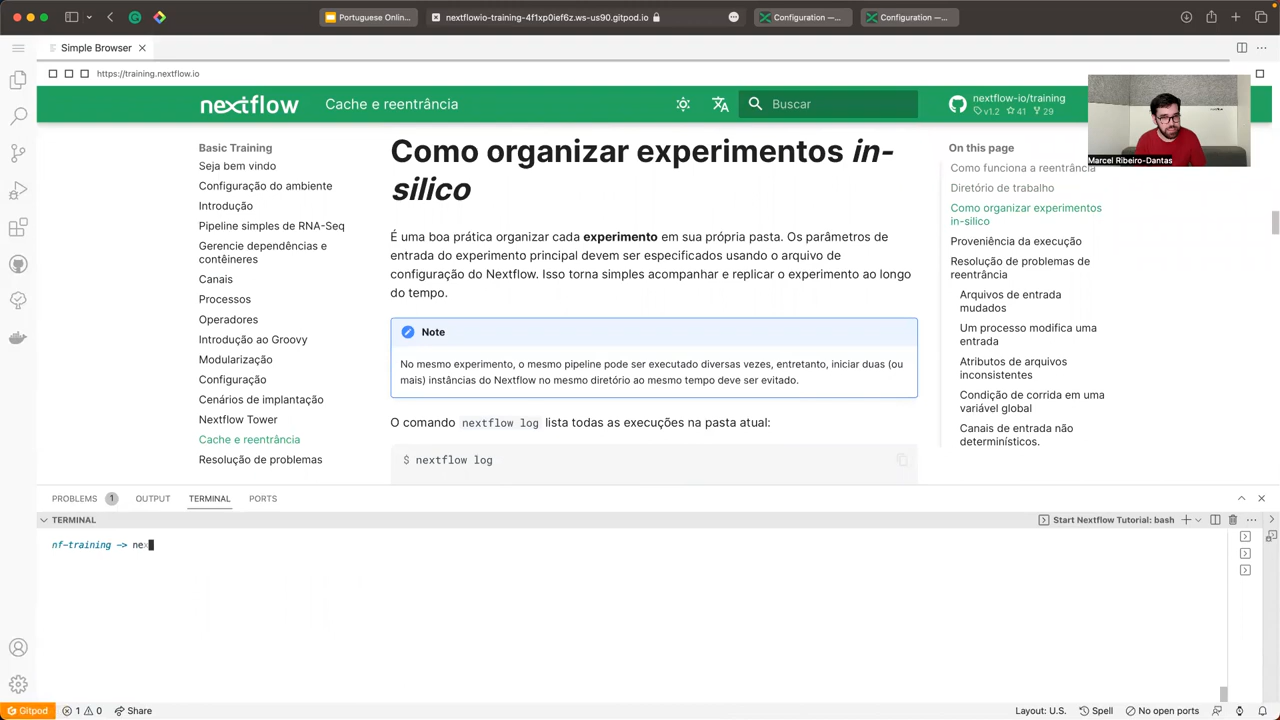 Portuguese Onlin...
nextflowio-training-4f1xp0ief6z.ws-us90.gitpod.io
Configuration —...
Configuration —...
Simple Browser
https://training.nextflow.io
nextflow
Cache e reentrância
Buscar
nextflow-io/training
v1.2 41 29
Marcel Ribeiro-Dantas
Basic Training
Seja bem vindo
Configuração do ambiente
Introdução
Pipeline simples de RNA-Seq
Gerencie dependências e
contêineres
Canais
Processos
Operadores
Introdução ao Groovy
Modularização
Configuração
Cenários de implantação
Nextflow Tower
Cache e reentrância
Resolução de problemas
Como organizar experimentos in-
silico
É uma boa prática organizar cada experimento em sua própria pasta. Os parâmetros de
entrada do experimento principal devem ser especificados usando o arquivo de
configuração do Nextflow. Isso torna simples acompanhar e replicar o experimento ao longo
do tempo.
Note
No mesmo experimento, o mesmo pipeline pode ser executado diversas vezes, entretanto, iniciar duas (ou
mais) instâncias do Nextflow no mesmo diretório ao mesmo tempo deve ser evitado.
O comando nextflow log lista todas as execuções na pasta atual:
$ nextflow log
On this page
Como funciona a reentrância
Diretório de trabalho
Como organizar experimentos
in-silico
Proveniência da execução
Resolução de problemas de
reentrância
Arquivos de entrada
mudados
Um processo modifica uma
entrada
Atributos de arquivos
inconsistentes
Condição de corrida em uma
variável global
Canais de entrada não
determinísticos.
PROBLEMS 1 OUTPUT TERMINAL PORTS
TERMINAL
Start Nextflow Tutorial: bash
nf-training -> nex
Gitpod 1 0 Share
Layout: U.S. Spell No open ports